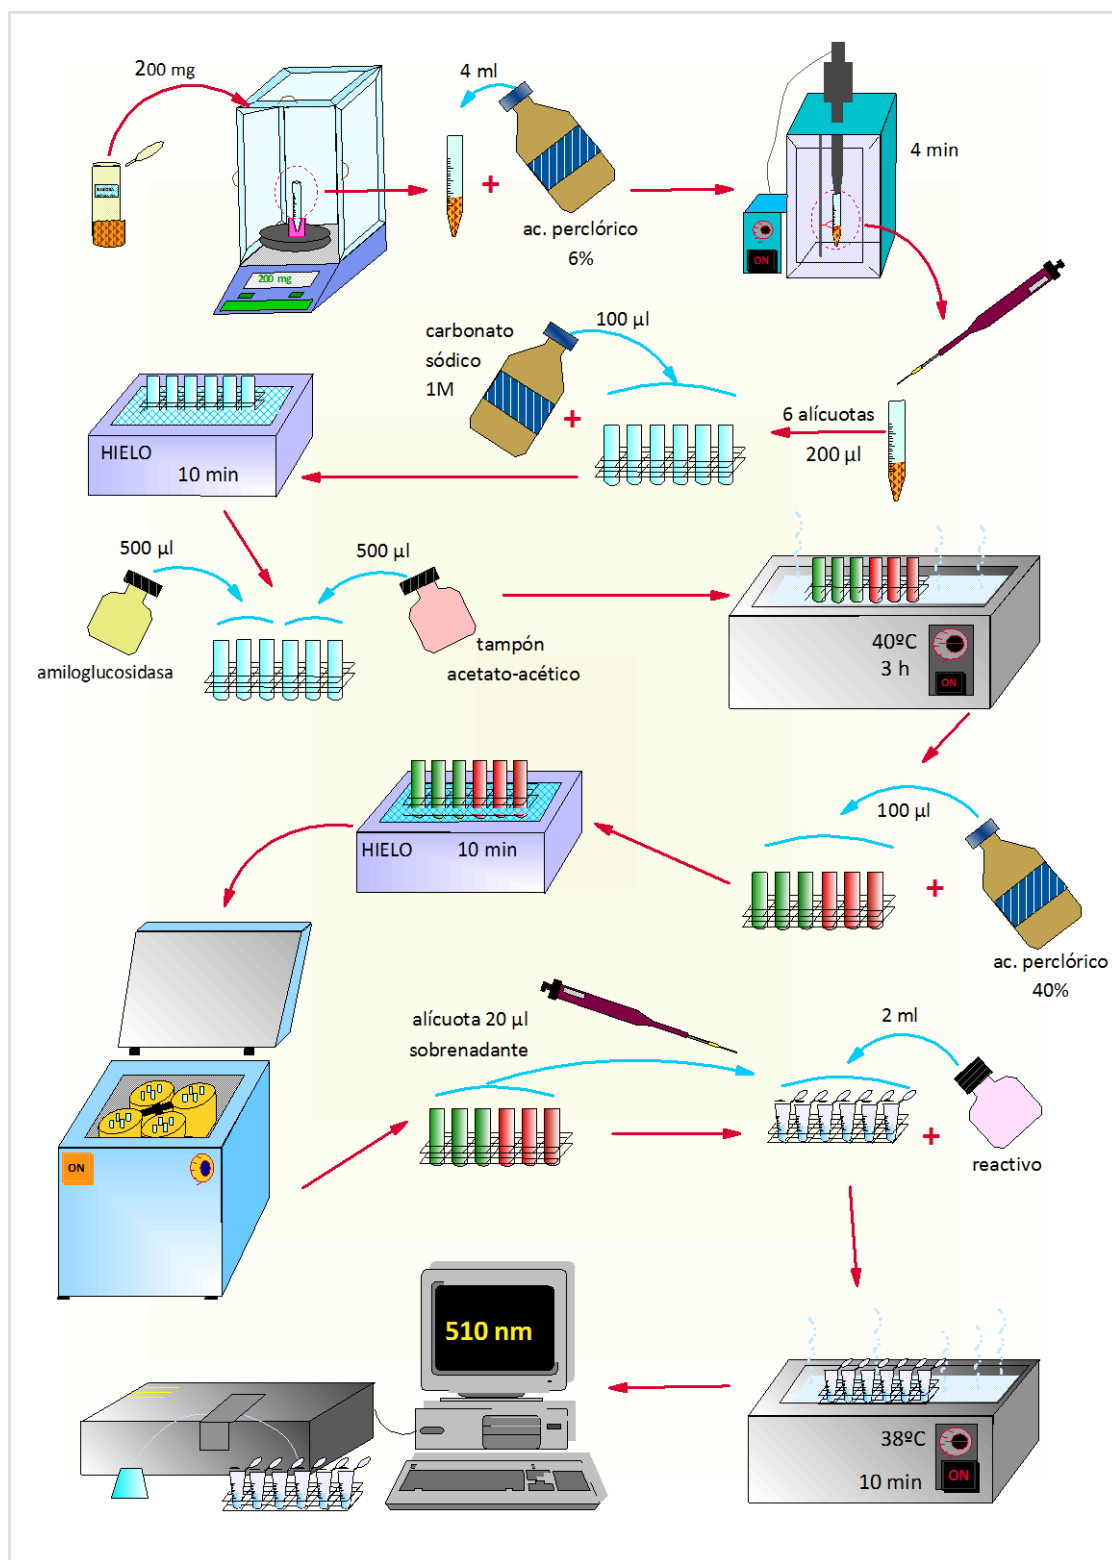 200 mg
4 ml
4 min
ac. perclórico
6%
ON
200 mg
carbonato
sódico
1M
100 µl
6 alícuotas
200 µl
HIELO
10 min
500 µl
500 µl
amiloglucosidasa
tampón
acetato-acético
40ºC
3 h
ON
100 µl
HIELO 10 min
ac. perclórico
40%
alícuota 20 µl
sobrenadante
2 ml
reactivo
ON
510 nm
38ºC
10 min
ON